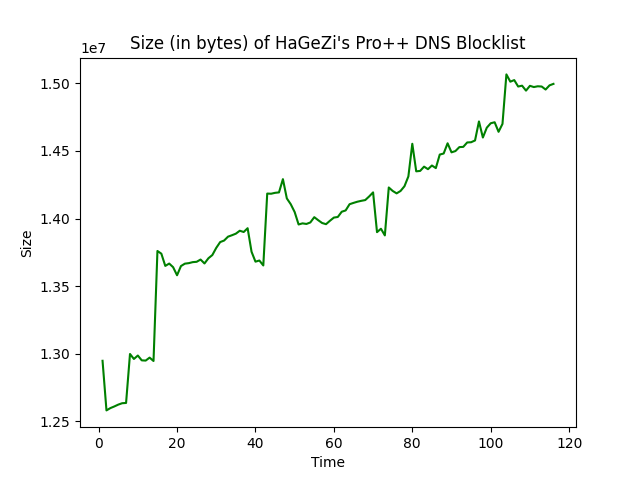 Size (in bytes) of HaGeZi's Pro++ DNS Blocklist
1e7
1.50
1.45
1.40
1.35
1.30
1.25
Size
0 20 40 60 80 100 120
Time